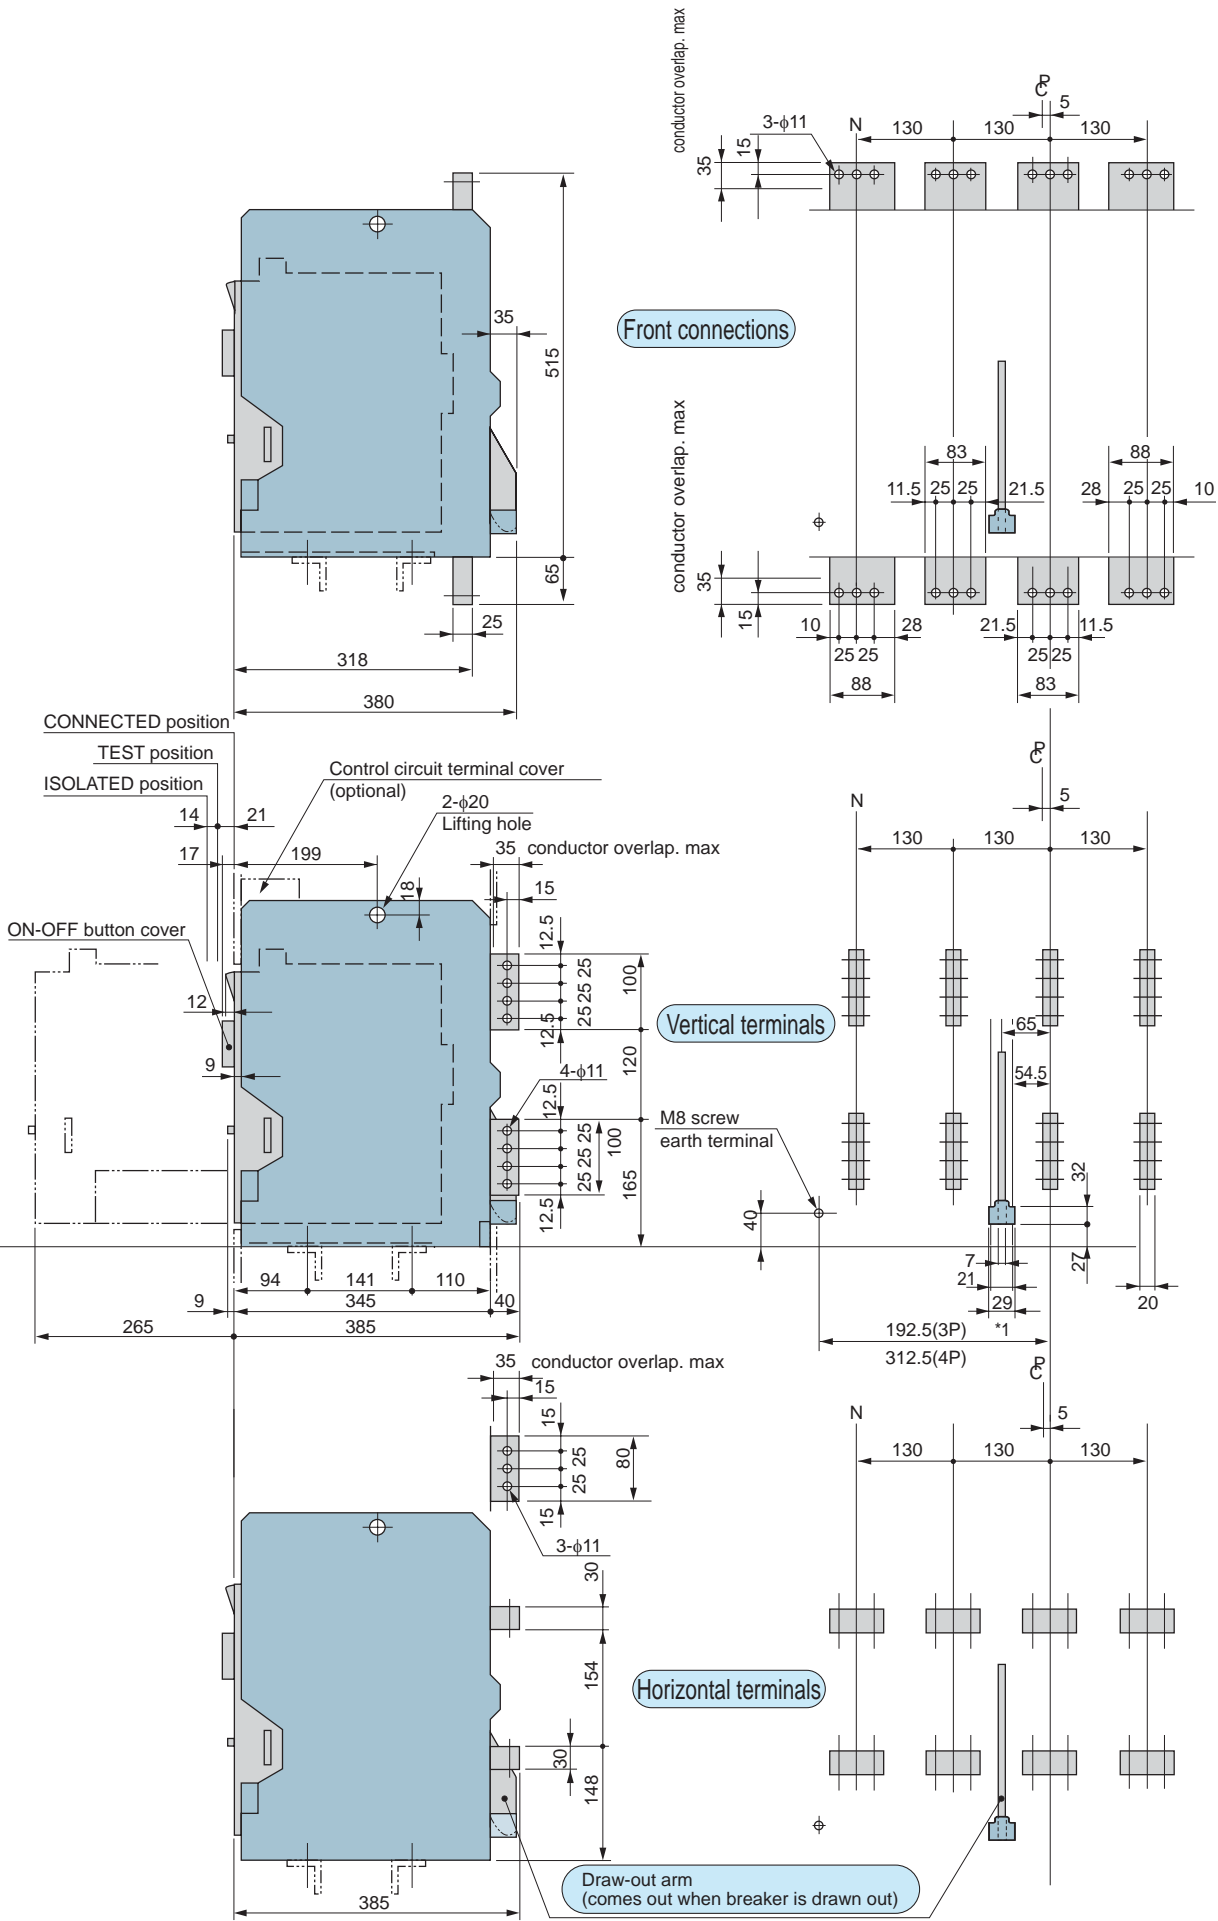 conductor overlap. max
3-ϕ11
N
130
130
130
5
CP
15
35
35
515
65
25
318
380
Front connections
conductor overlap. max
83
88
11.5
25
25
21.5
28
25
25
10
35
15
10
25
25
28
88
21.5
25
25
11.5
83
CONNECTED position
TEST position
ISOLATED position
14
21
17
199
Control circuit terminal cover
(optional)
2-ϕ20
Lifting hole
35 conductor overlap. max
15
18
ON-OFF button cover
12
9
12.5
25 25 25
12.5
100
120
4-ϕ11
12.5
25 25 25
12.5
100
165
Vertical terminals
M8 screw
earth terminal
40
N
130
130
130
5
CP
65
54.5
32
27
7
21
29
*1
20
192.5(3P)
312.5(4P)
94
141
110
9
345
40
265
385
35 conductor overlap. max
15
15
25 25
15
80
3-ϕ11
30
154
30
148
385
Horizontal terminals
N
130
130
130
5
CP
Draw-out arm
(comes out when breaker is drawn out)